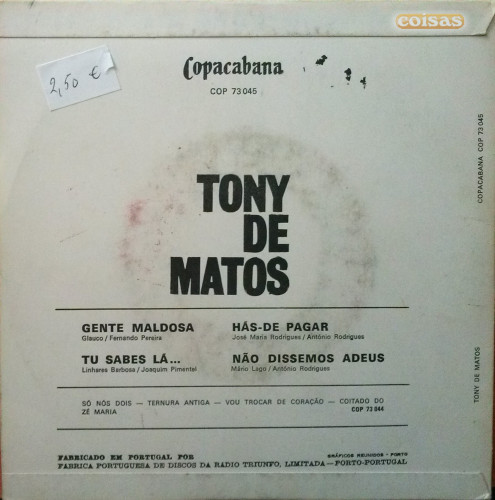 coisas
2,50 €
Copacabana
COP 73 045
TONY
DE
MATOS
GENTE MALDOSA
Glauco / Fernando Pereira
HÁS-DE PAGAR
José Maria Rodrigues / António Rodrigues
TU SABES LÁ...
Linhares Barbosa / Joaquim Pimentel
NÃO DISSEMOS ADEUS
Mário Lago / António Rodrigues
SÓ NÓS DOIS — TERNURA ANTIGA — VOU TROCAR DE CORAÇÃO — COITADO DO
ZÉ MARIA
COP 73 044
FABRICADO EM PORTUGAL POR
GRÁFICOS REUNIDOS - PORTO
FABRICA PORTUGUESA DE DISCOS DA RADIO TRIUNFO, LIMITADA—PORTO-PORTUGAL
COPACABANA COP 73 045
TONY DE MATOS